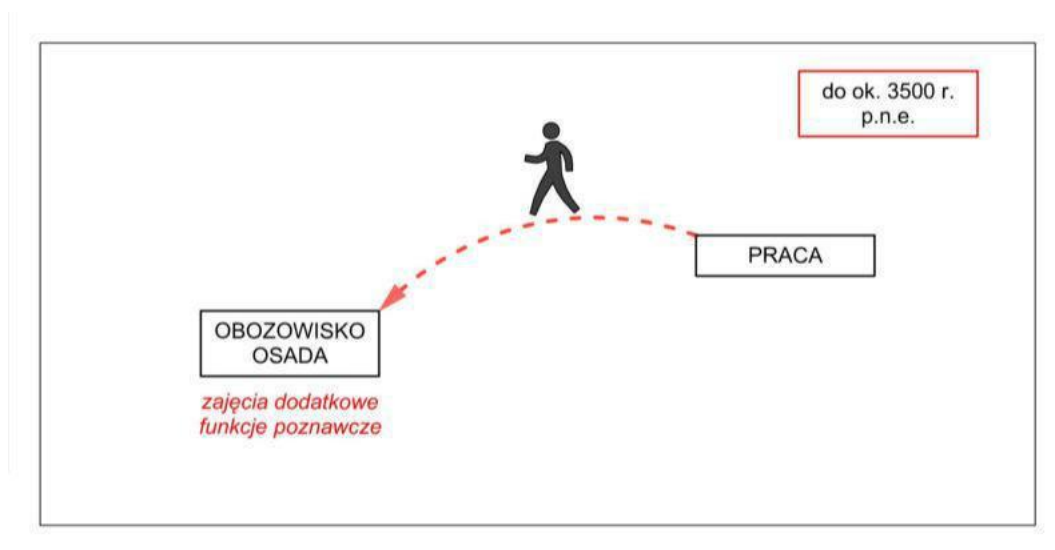 do ok. 3500 r.
p.n.e.
PRACA
OBOZOWISKO
OSADA
zajęcia dodatkowe
funkcje poznawcze